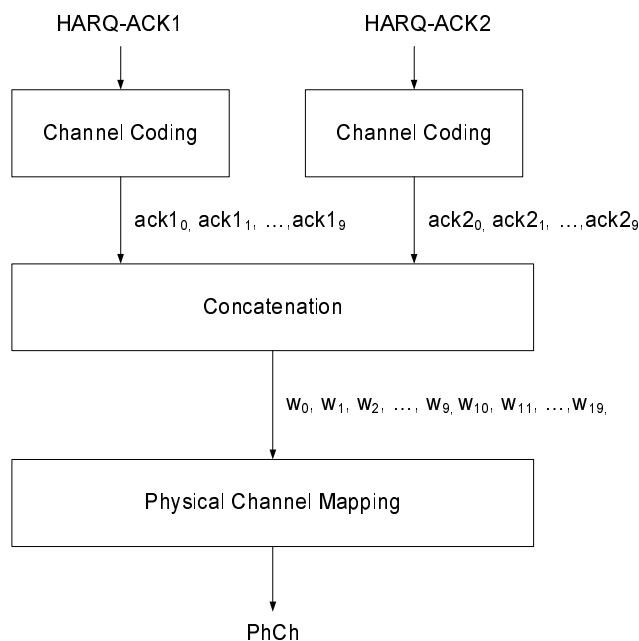 HARQ-ACK1 HARQ-ACK2
Channel Coding Channel Coding
ack1₀, ack1₁, …,ack1₉ ack2₀, ack2₁, …,ack2₉
Concatenation
w₀, w₁, w₂, …, w₉, w₁₀, w₁₁, …,w₁₉,
Physical Channel Mapping
PhCh